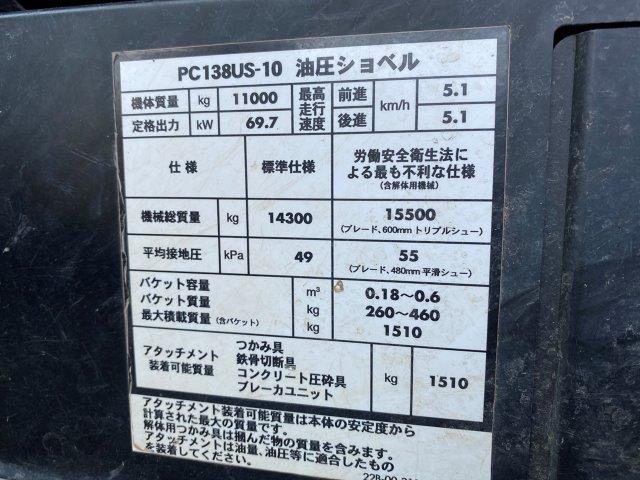 PC138US-10 油圧ショベル
機体質量 kg 11000 最高走行速度 前進 km/h 5.1
定格出力 kW 69.7 後進 5.1
仕様 標準仕様 労働安全衛生法に
よる最も不利な仕様
(含解体用機械)
機械総質量 kg 14300 15500
(ブレード、600mmトリプルシュー)
平均接地圧 kPa 49 55
(ブレード、480mm平滑シュー)
バケット容量 m³ 0.18〜0.6
バケット質量 kg 260〜460
最大積載質量(含バケット) kg 1510
アタッチメント
装着可能質量
つかみ具
鉄骨切断具
コンクリート圧砕具
ブレーカユニット
kg 1510
アタッチメント装着可能質量は本体の安定度から
計算された最大の質量です。
解体用つかみ具は掴んだ物の質量を含みます。
アタッチメントは油量、油圧等に適合したもの
を装着してください。